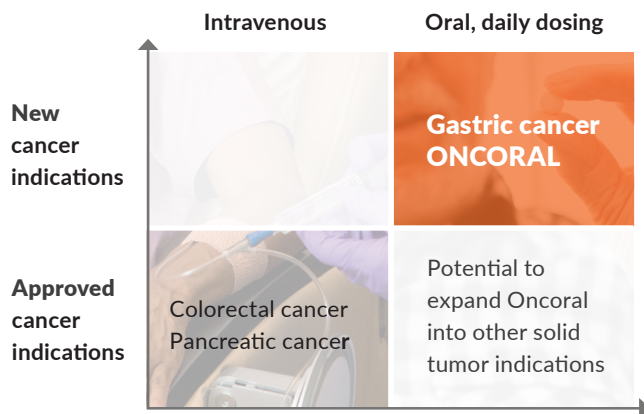 Intravenous
Oral, daily dosing
New
cancer
indications
Gastric cancer
ONCORAL
Approved
cancer
indications
Colorectal cancer
Pancreatic cancer
Potential to
expand Oncoral
into other solid
tumor indications